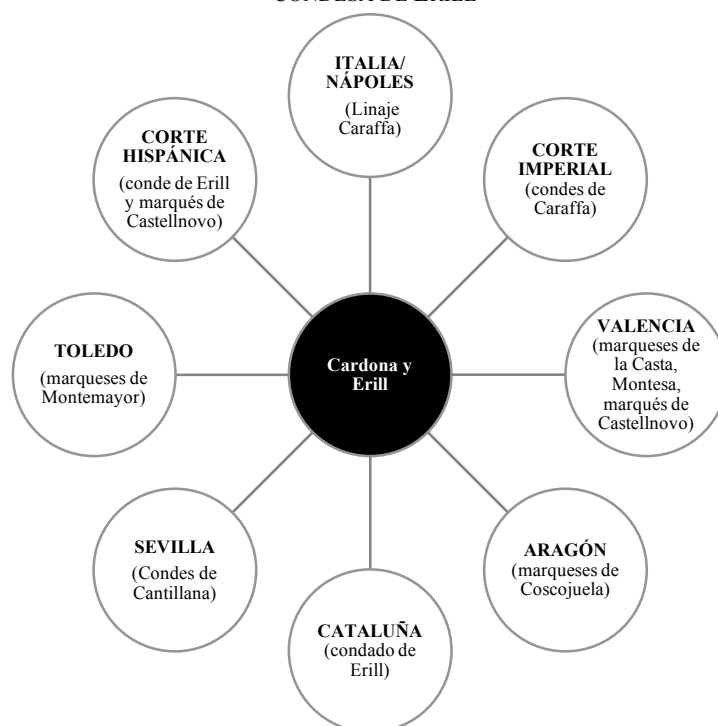 CONDESA DE ERILL
ITALIA/
NÁPOLES
(Linaje
Caraffa)
CORTE
IMPERIAL
(condes de
Caraffa)
VALENCIA
(marqueses de
la Casta,
Montesa,
marqués de
Castellnovo)
ARAGÓN
(marqueses de
Coscojuela)
CATALUÑA
(condado de
Erill)
SEVILLA
(Condes de
Cantillana)
TOLEDO
(marqueses de
Montemayor)
CORTE
HISPÁNICA
(conde de Erill
y marqués de
Castellnovo)
Cardona y
Erill